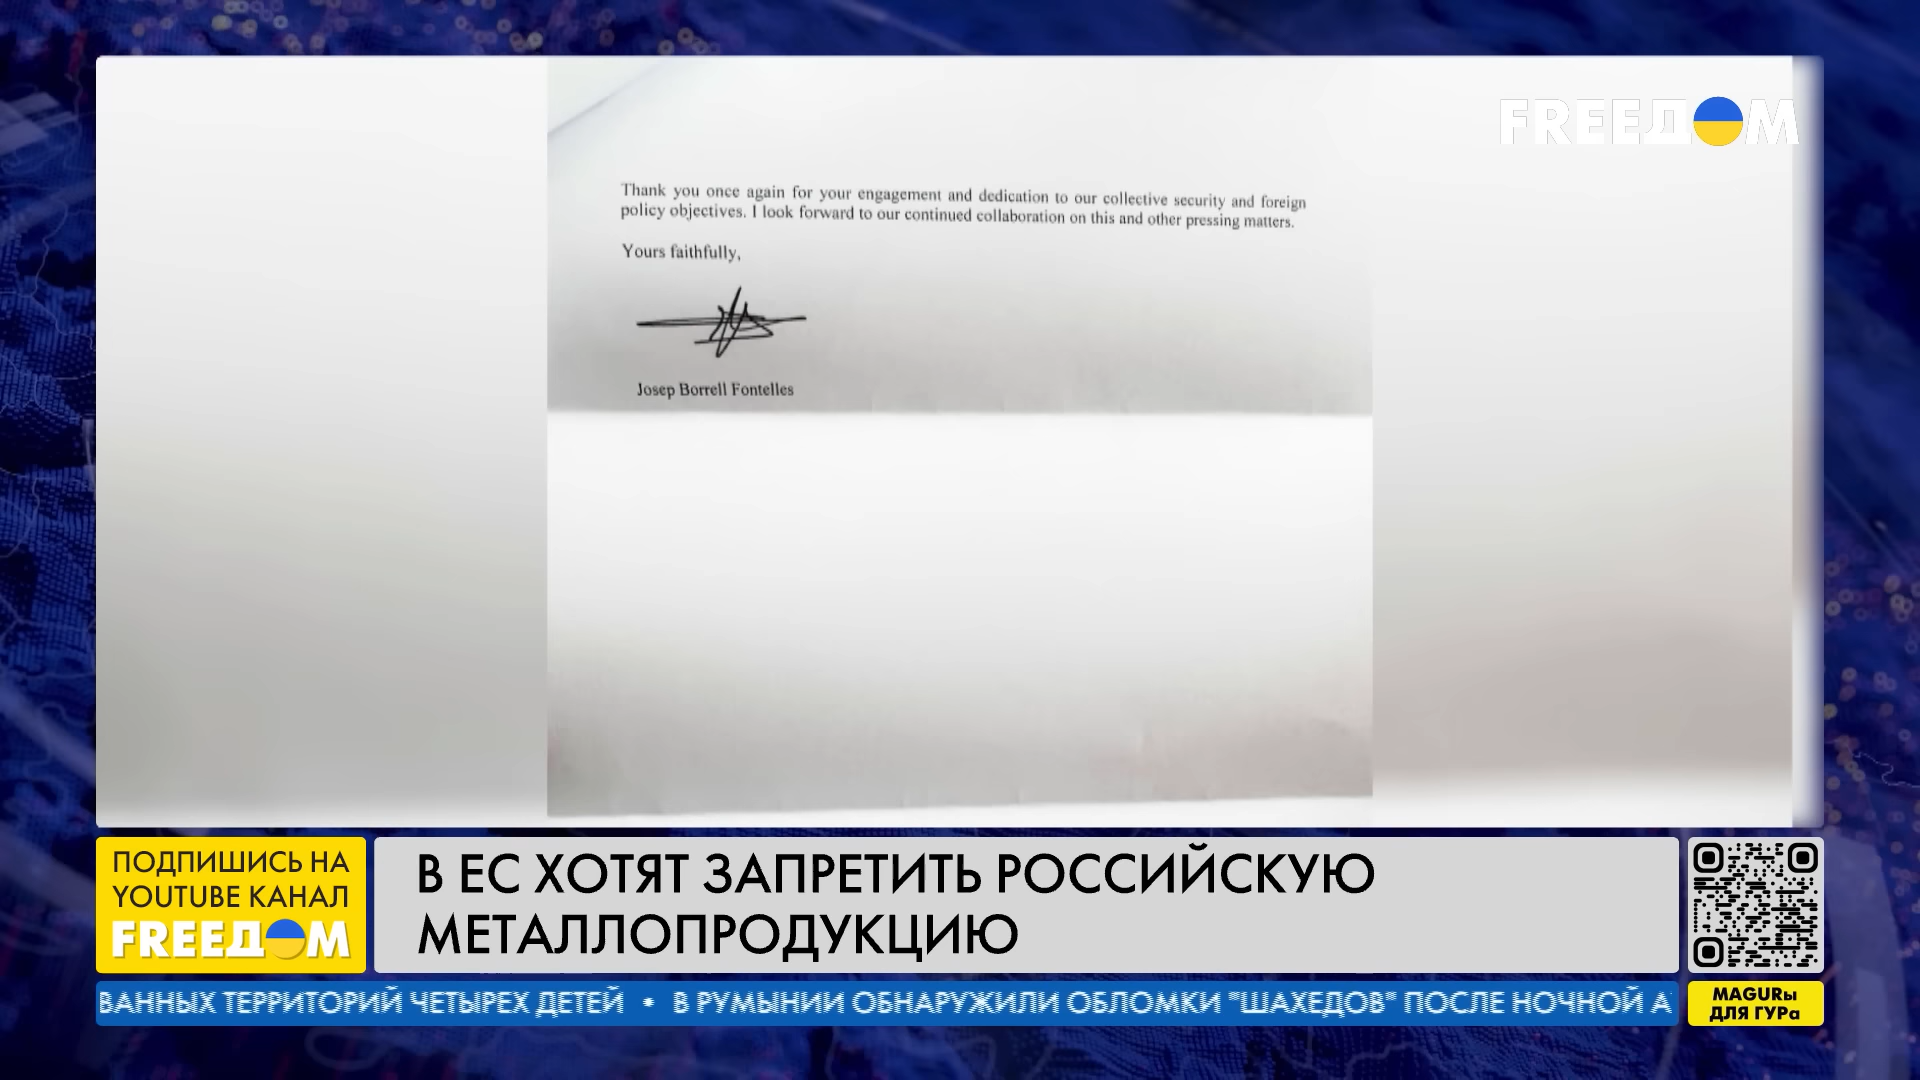 FREEДOM
Thank you once again for your engagement and dedication to our collective security and foreign
policy objectives. I look forward to our continued collaboration on this and other pressing matters.
Yours faithfully,
Josep Borrell Fontelles
ПОДПИШИСЬ НА
YOUTUBE КАНАЛ
FREEДOM
В ЕС ХОТЯТ ЗАПРЕТИТЬ РОССИЙСКУЮ
МЕТАЛЛОПРОДУКЦИЮ
ВАННЫХ ТЕРРИТОРИЙ ЧЕТЫРЕХ ДЕТЕЙ • В РУМЫНИИ ОБНАРУЖИЛИ ОБЛОМКИ "ШАХЕДОВ" ПОСЛЕ НОЧНОЙ А
MAGURы
ДЛЯ ГУРа